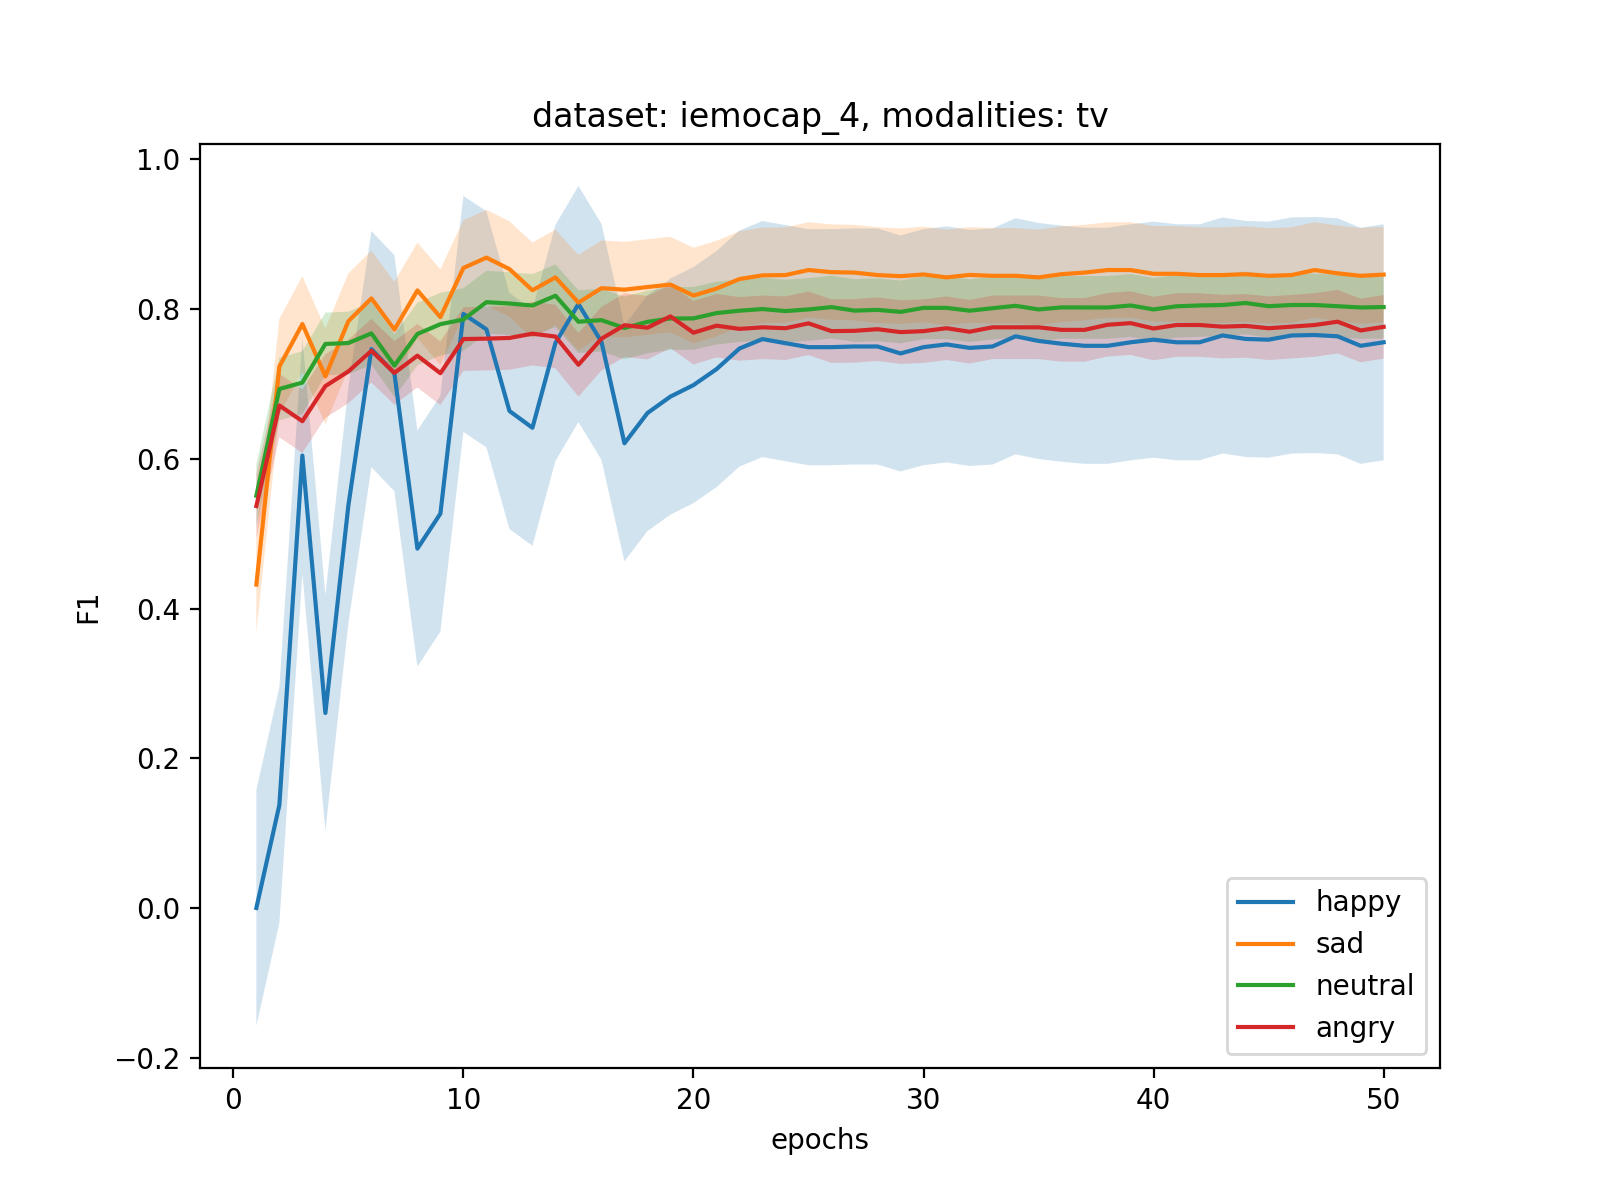 dataset: iemocap_4, modalities: tv
1.0
0.8
0.6
0.4
0.2
0.0
−0.2
F1
0 10 20 30 40 50
epochs
happy
sad
neutral
angry